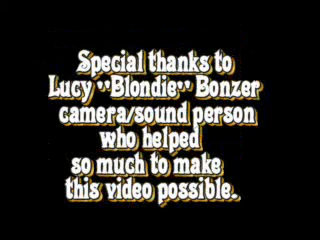 Special thanks to
Lucy "Blondie" Bonzer
camera/sound person
who helped
so much to make
this video possible.